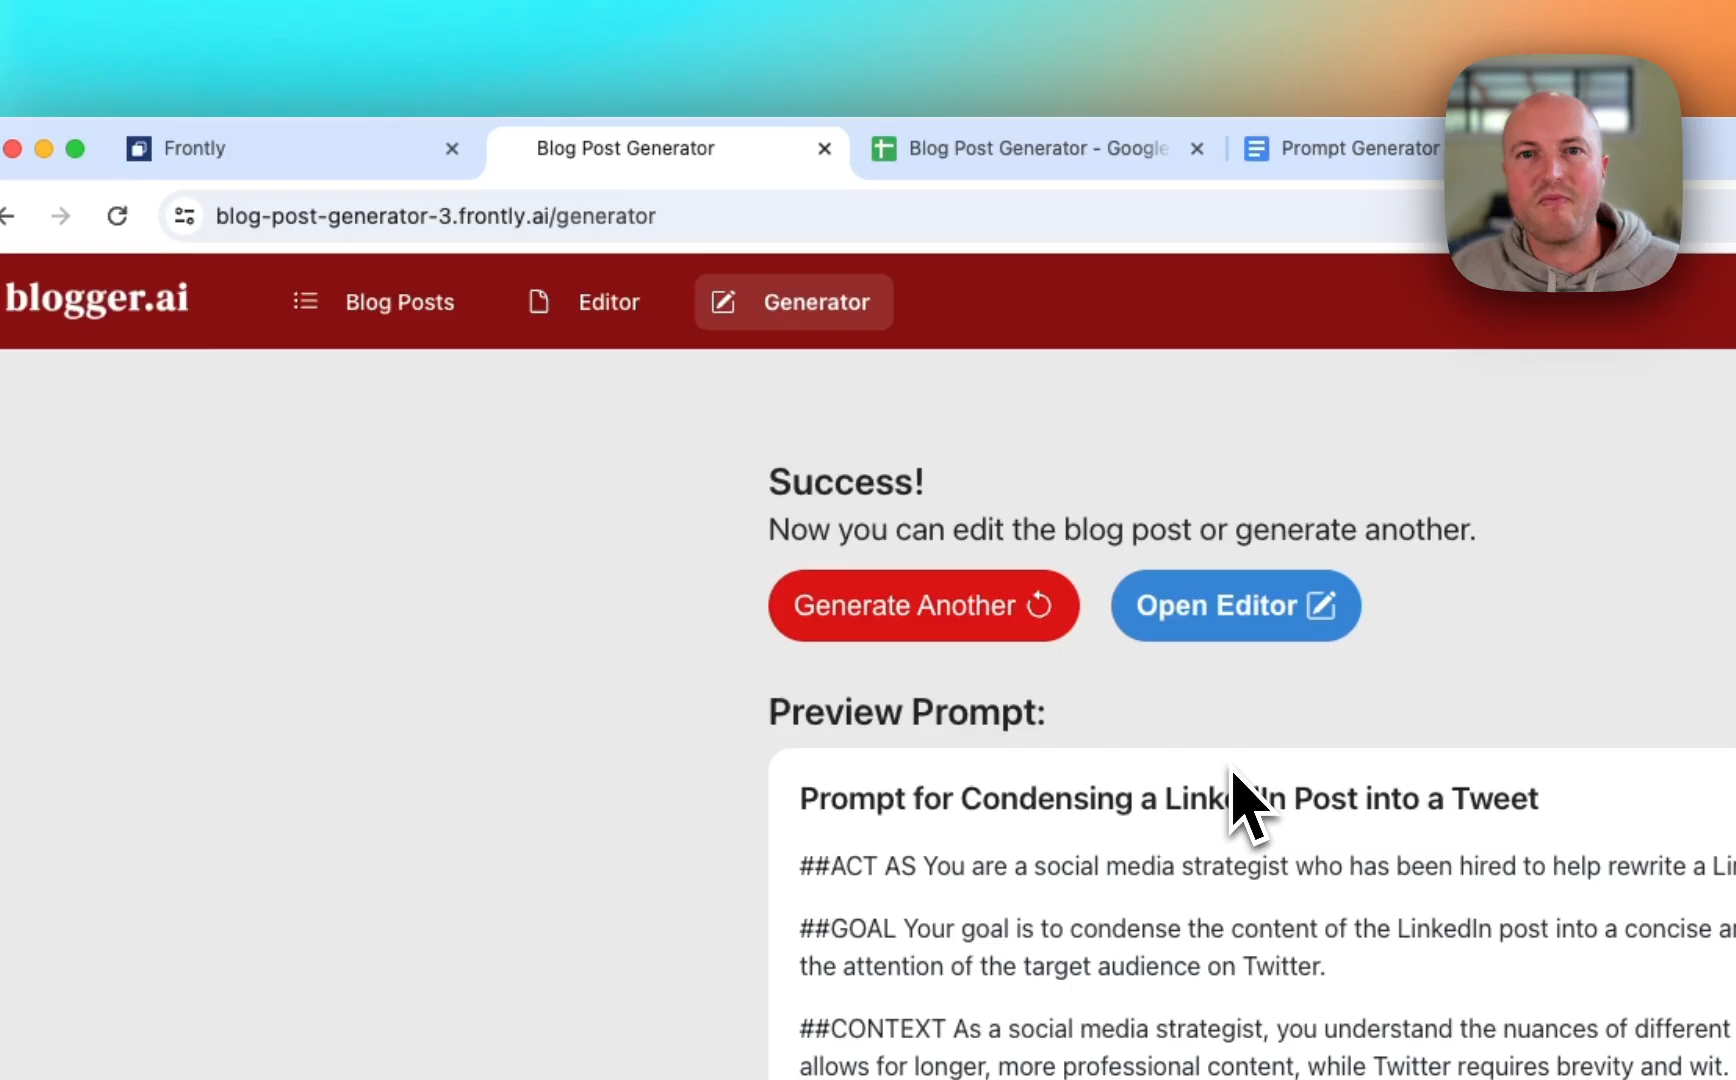 Frontly
Blog Post Generator
Blog Post Generator - Google
Prompt Generator
blog-post-generator-3.frontly.ai/generator
blogger.ai
Blog Posts
Editor
Generator
Success!
Now you can edit the blog post or generate another.
Generate Another
Open Editor
Preview Prompt:
Prompt for Condensing a LinkedIn Post into a Tweet
##ACT AS You are a social media strategist who has been hired to help rewrite a
##GOAL Your goal is to condense the content of the LinkedIn post into a concise
the attention of the target audience on Twitter.
##CONTEXT As a social media strategist, you understand the nuances of different
allows for longer, more professional content, while Twitter requires brevity and wit.